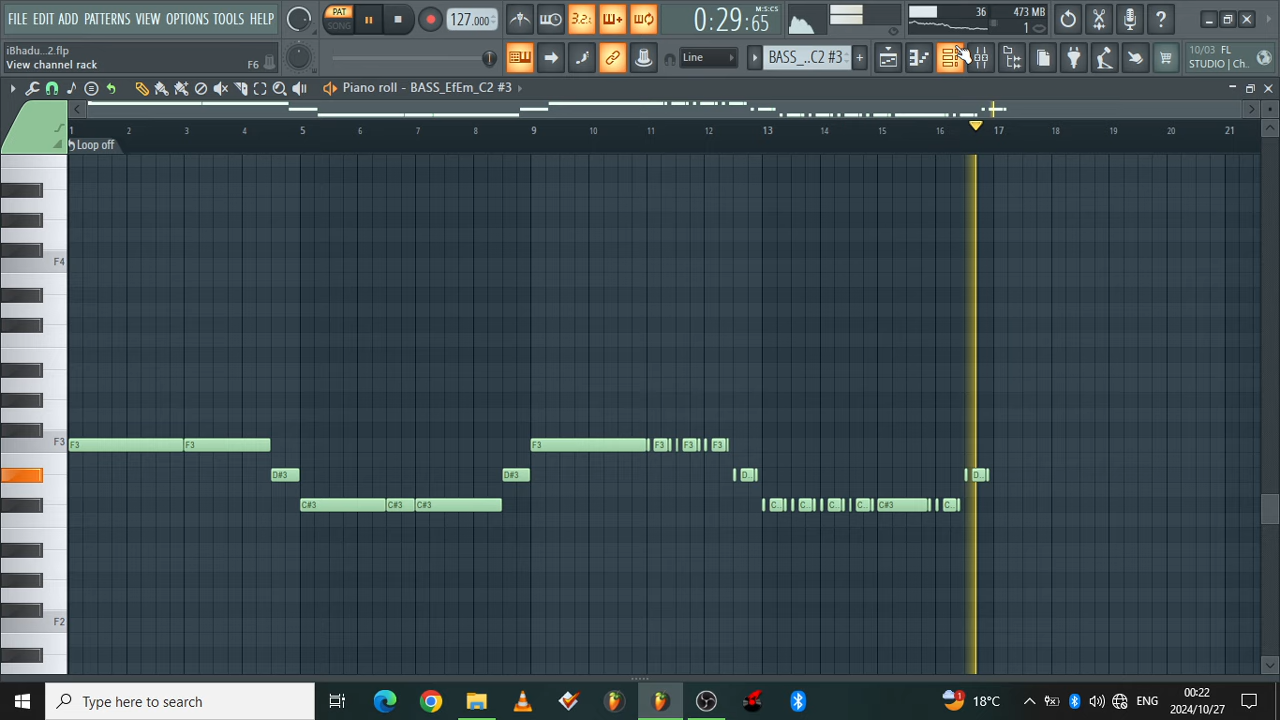 FILE EDIT ADD PATTERNS VIEW OPTIONS TOOLS HELP
PAT
SONG
127.000
3.2
0:29:65
M:S:CS
36
473 MB
1
iBhadu...2.flp
View channel rack
F6
Line
BASS_..C2 #3
10/03 FL
STUDIO | Ch..
Piano roll - BASS_EfEm_C2 #3
1 2 3 4 5 6 7 8 9 10 11 12 13 14 15 16 17 18 19 20 21
Loop off
F4
F3
F3 F3 F3 F3 F3 F3
D#3 D#3 D.. D..
C#3 C#3 C#3 C.. C.. C.. C.. C#3 C..
F2
Type here to search
1
18°C
ENG
00:22
2024/10/27